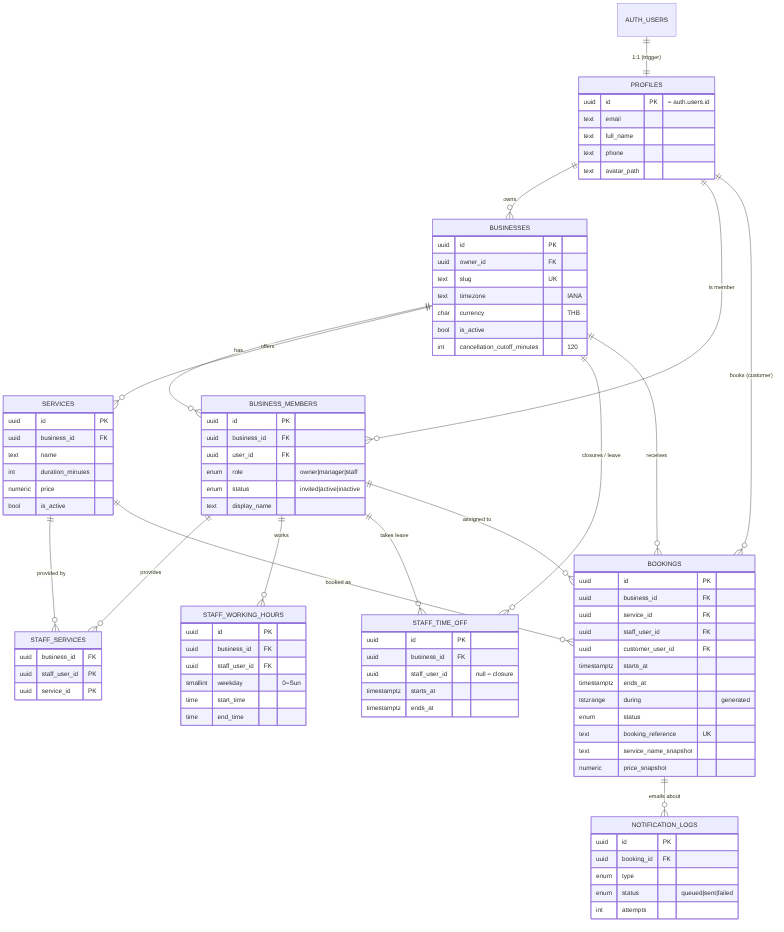 AUTH_USERS
1:1 (trigger)
PROFILES
uuid id PK = auth.users.id
text email
text full_name
text phone
text avatar_path
owns
is member
books (customer)
BUSINESSES
uuid id PK
uuid owner_id FK
text slug UK
text timezone IANA
char currency THB
bool is_active
int cancellation_cutoff_minutes 120
has
offers
closures / leave
receives
SERVICES
uuid id PK
uuid business_id FK
text name
int duration_minutes
numeric price
bool is_active
BUSINESS_MEMBERS
uuid id PK
uuid business_id FK
uuid user_id FK
enum role owner|manager|staff
enum status invited|active|inactive
text display_name
provided by
provides
works
takes leave
assigned to
booked as
STAFF_SERVICES
uuid business_id FK
uuid staff_user_id PK
uuid service_id PK
STAFF_WORKING_HOURS
uuid id PK
uuid business_id FK
uuid staff_user_id FK
smallint weekday 0=Sun
time start_time
time end_time
STAFF_TIME_OFF
uuid id PK
uuid business_id FK
uuid staff_user_id null = closure
timestamptz starts_at
timestamptz ends_at
BOOKINGS
uuid id PK
uuid business_id FK
uuid service_id FK
uuid staff_user_id FK
uuid customer_user_id FK
timestamptz starts_at
timestamptz ends_at
tstzrange during generated
enum status
text booking_reference UK
text service_name_snapshot
numeric price_snapshot
emails about
NOTIFICATION_LOGS
uuid id PK
uuid booking_id FK
enum type
enum status queued|sent|failed
int attempts